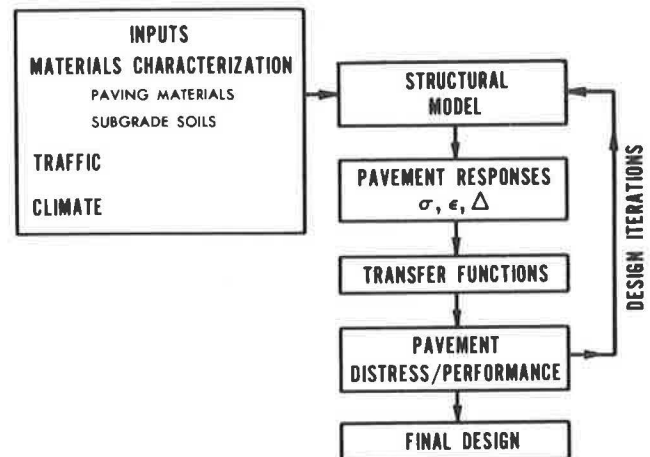 INPUTS
MATERIALS CHARACTERIZATION
PAVING MATERIALS
SUBGRADE SOILS
TRAFFIC
CLIMATE
STRUCTURAL
MODEL
PAVEMENT RESPONSES
σ, ε, Δ
TRANSFER FUNCTIONS
PAVEMENT
DISTRESS/PERFORMANCE
FINAL DESIGN
DESIGN ITERATIONS